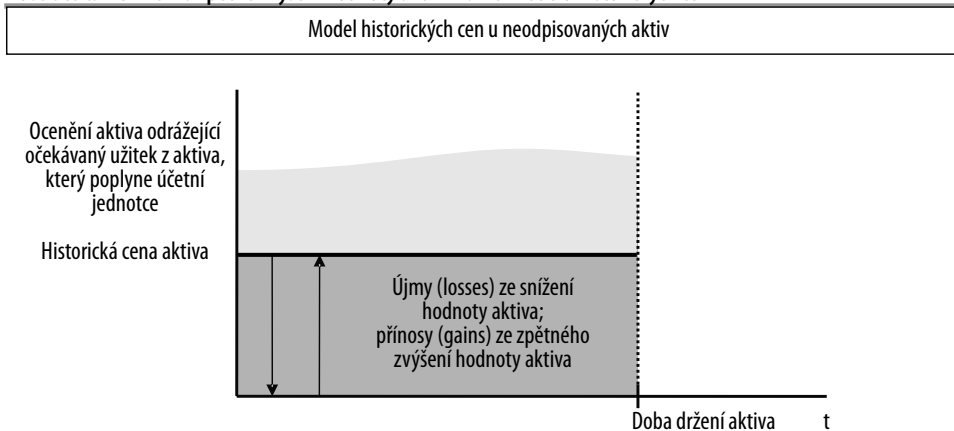 Model historických cen u neodpisovaných aktiv
Ocenění aktiva odrážející
očekávaný užitek z aktiva,
který poplyne účetní
jednotce
Historická cena aktiva
Újmy (losses) ze snížení
hodnoty aktiva;
přínosy (gains) ze zpětného
zvýšení hodnoty aktiva
Doba držení aktiva t